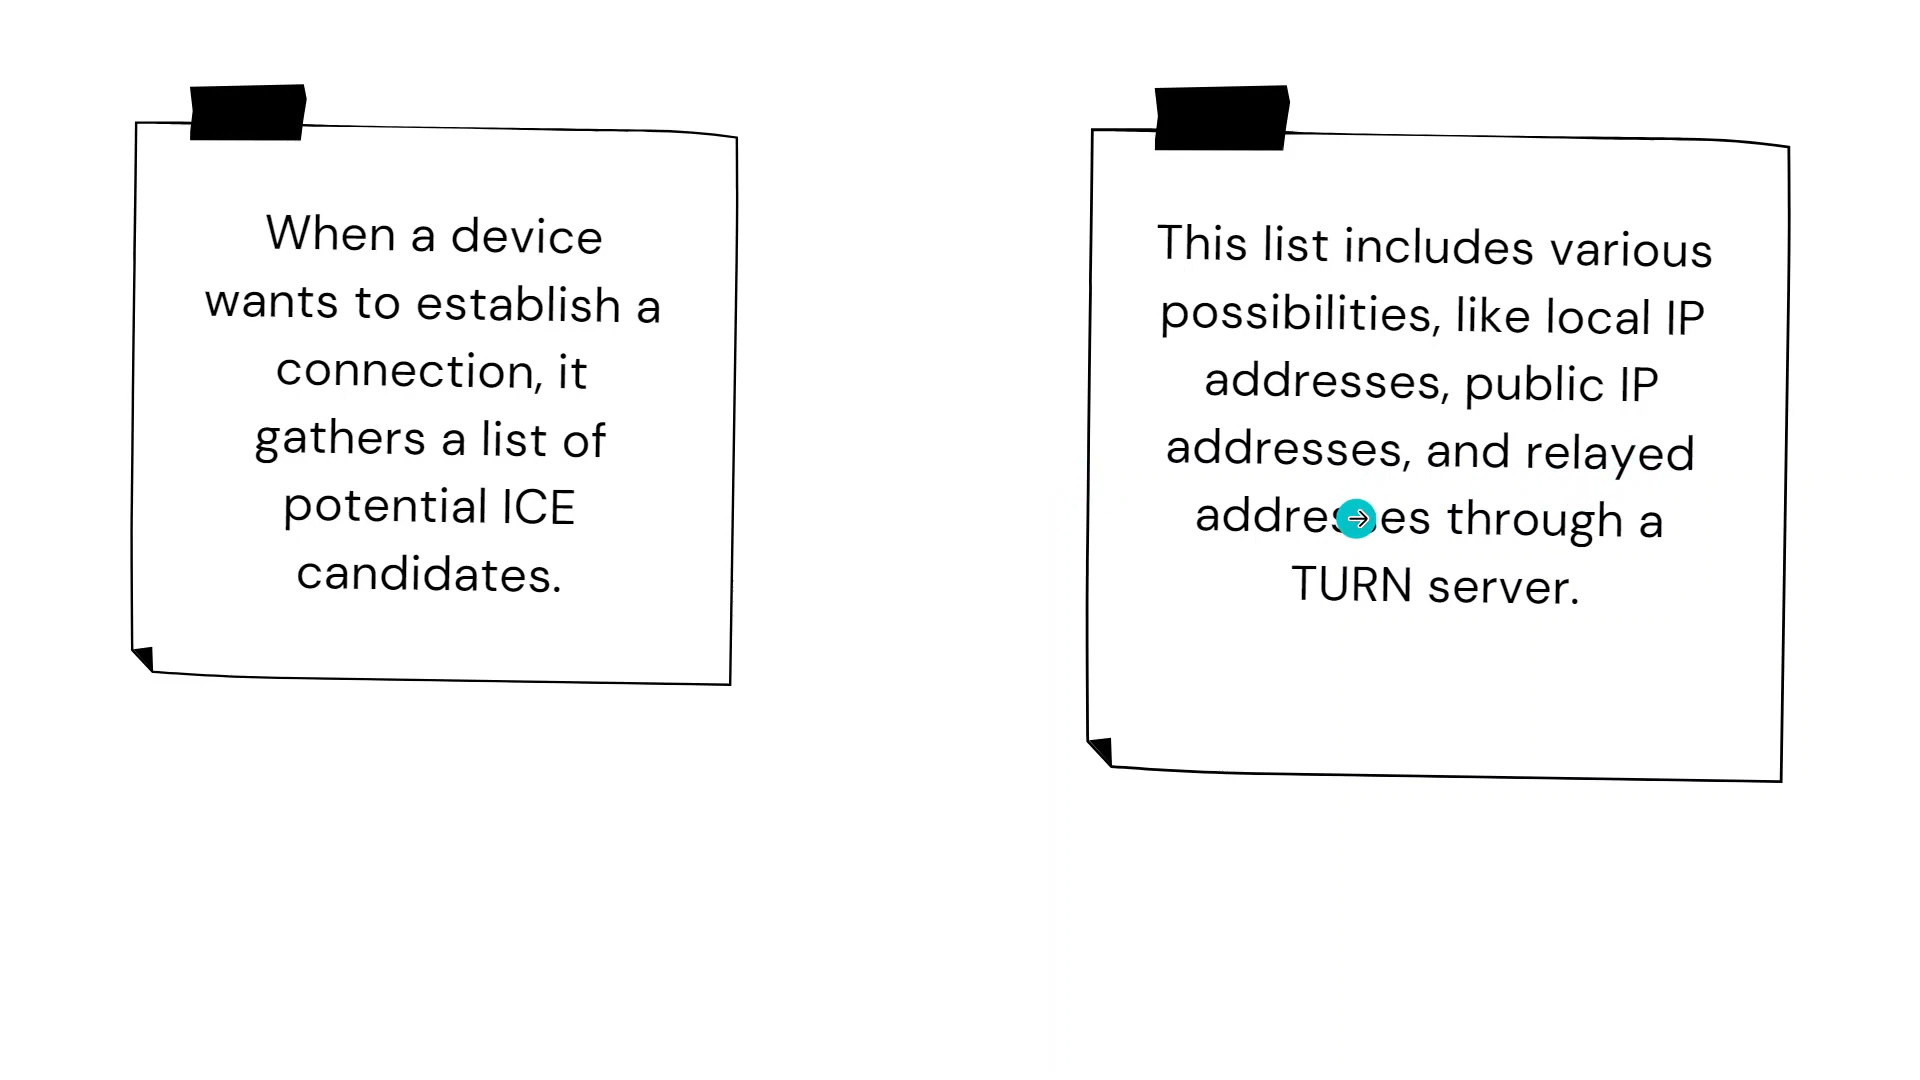 When a device
wants to establish a
connection, it
gathers a list of
potential ICE
candidates.
This list includes various
possibilities, like local IP
addresses, public IP
addresses, and relayed
addresses through a
TURN server.